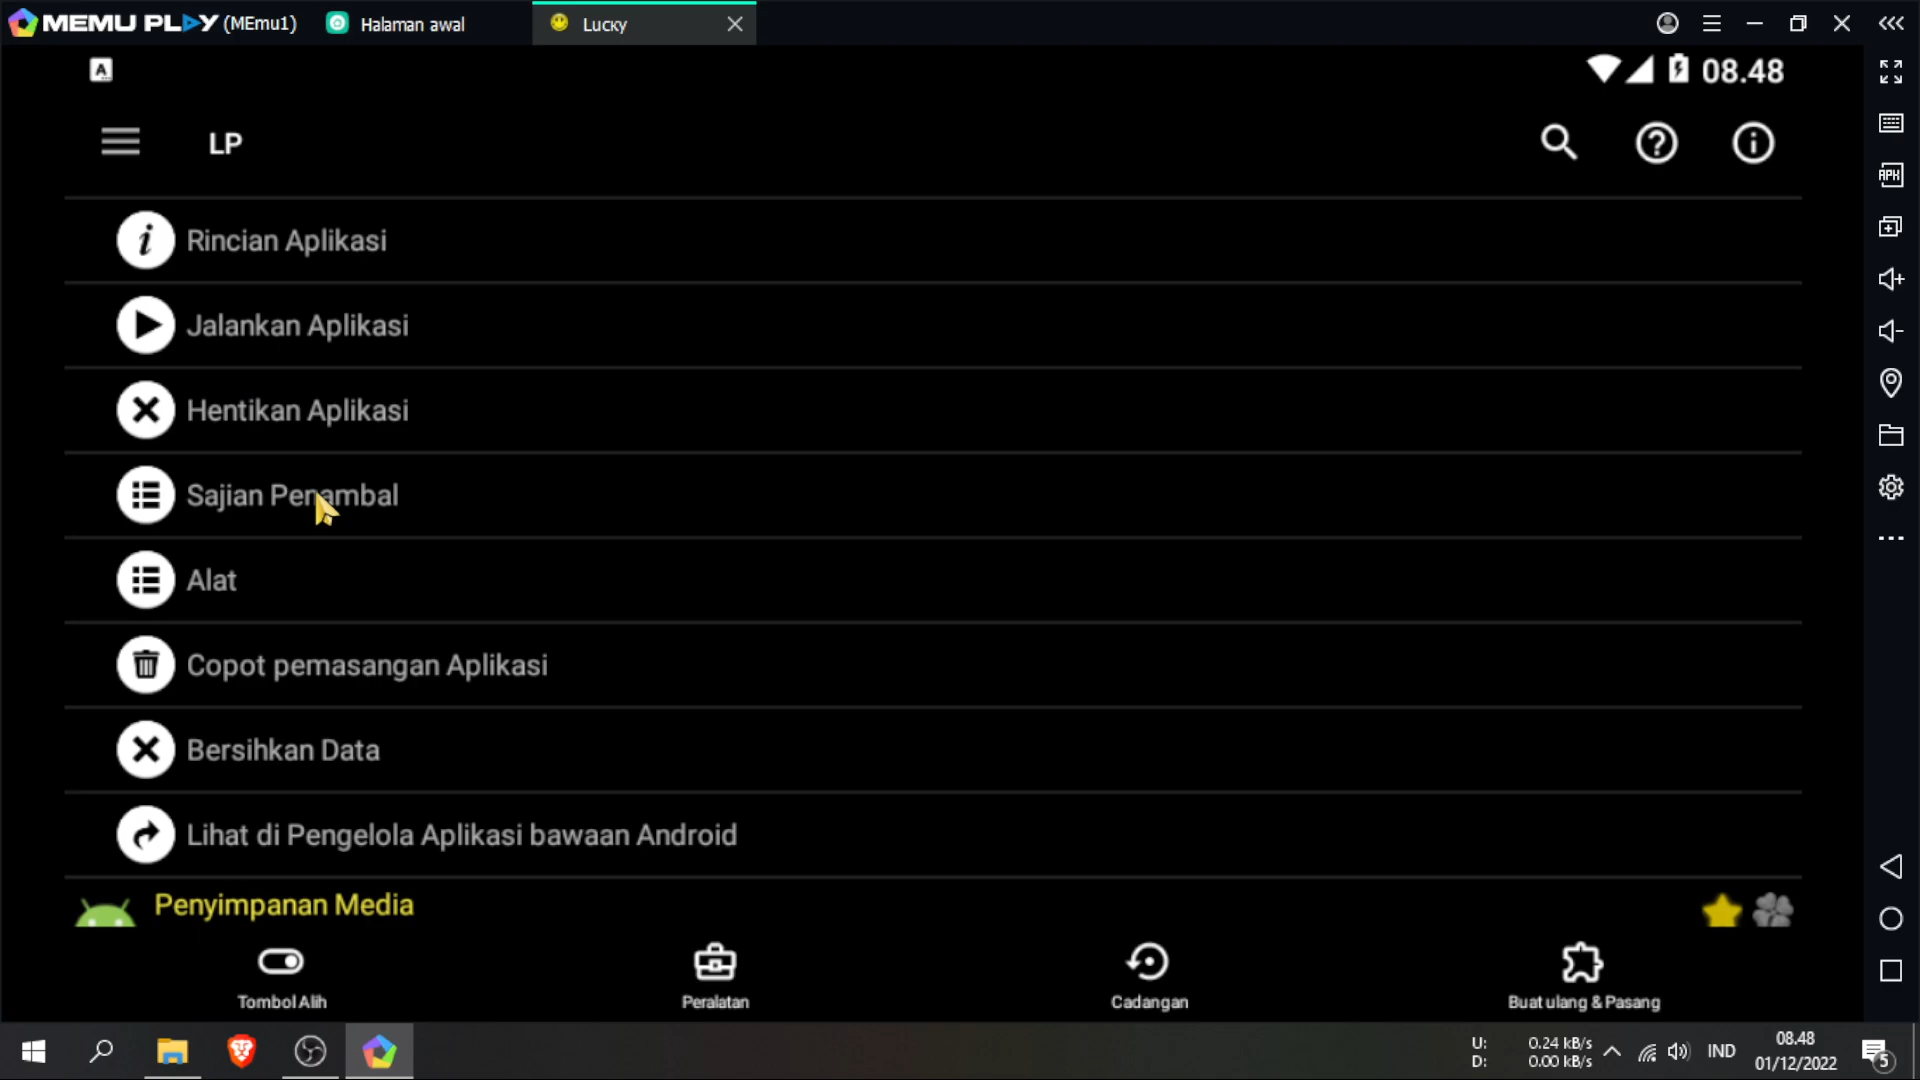 MEMU PLAY (MEmu1)
Halaman awal
Lucky
A
08.48
LP
Rincian Aplikasi
Jalankan Aplikasi
Hentikan Aplikasi
Sajian Penambal
Alat
Copot pemasangan Aplikasi
Bersihkan Data
Lihat di Pengelola Aplikasi bawaan Android
Penyimpanan Media
Tombol Alih
Peralatan
Cadangan
Buat ulang & Pasang
APK
U: 0.24 kB/s
D: 0.00 kB/s
IND
08.48
01/12/2022
5